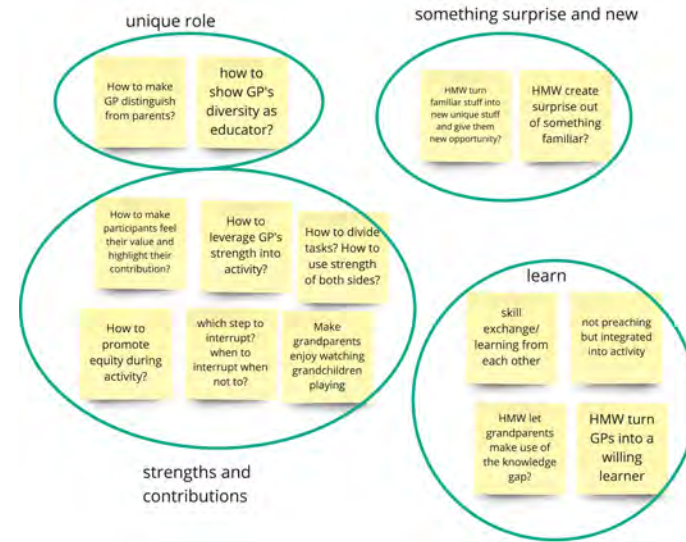 unique role
How to make
GP distinguish
from parents?
how to
show GP's
diversity as
educator?
something surprise and new
HMW turn
familiar stuff into
new unique stuff
and give them
new opportunity?
HMW create
surprise out
of something
familiar?
How to make
participants feel
their value and
highlight their
contribution?
How to
leverage GP's
strength into
activity?
How to divide
tasks? How to
use strength
of both sides?
How to
promote
equity during
activity?
which step to
interrupt?
when to
interrupt when
not to?
Make
grandparents
enjoy watching
grandchildren
playing
strengths and
contributions
learn
skill
exchange/
learning from
each other
not preaching
but integrated
into activity
HMW let
grandparents
make use of
the knowledge
gap?
HMW turn
GPs into a
willing
learner